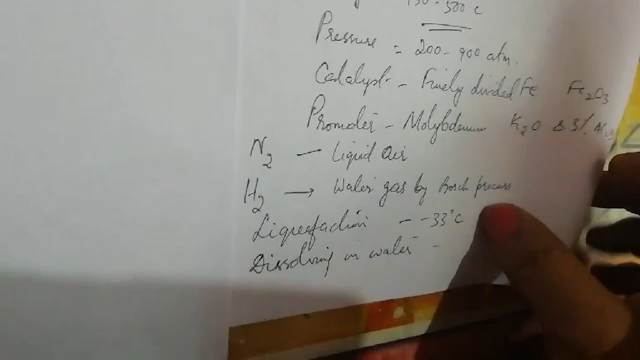 500 c
Pressure = 200-900 atm.
Catalyst - Finely divided Fe Fe₂O₃
Promoter - Molybdenum K₂O & 3%
N₂ — Liquid air
H₂ → Water gas by Bosch process
Liquefaction - -33°C
Dissolving in water -